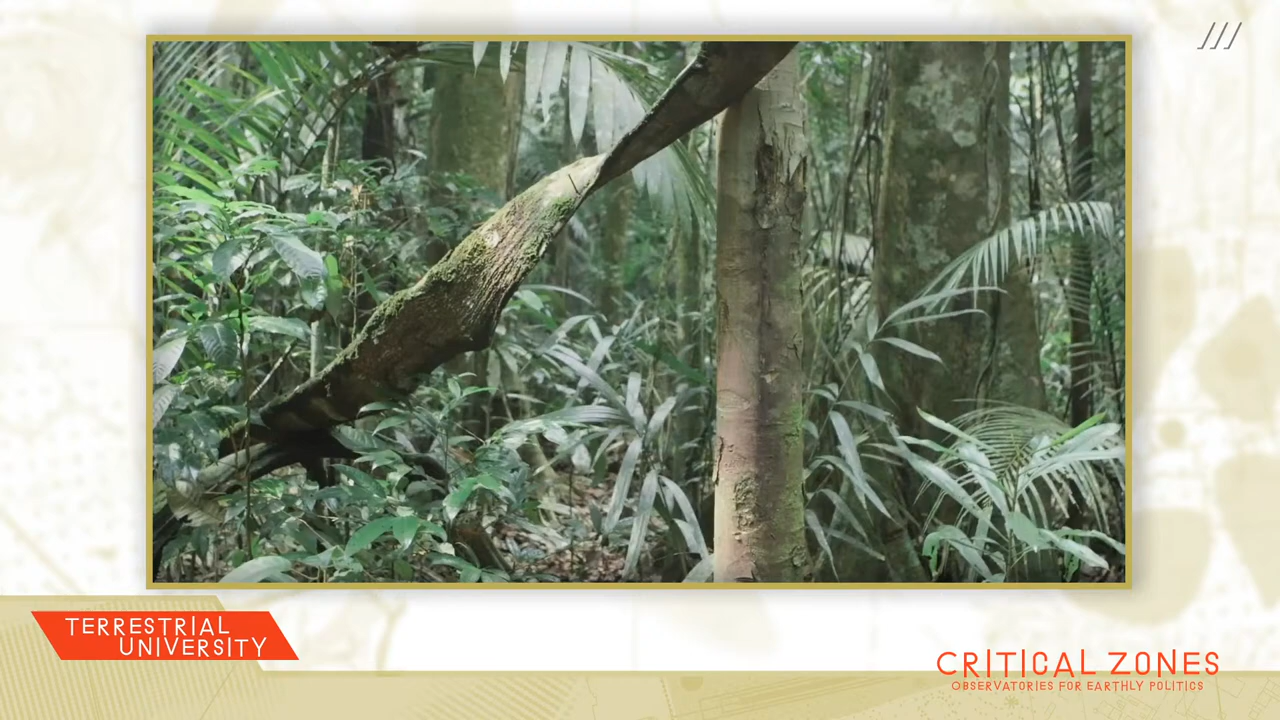 ///
TERRESTRIAL
UNIVERSITY
CRITICAL ZONES
OBSERVATORIES FOR EARTHLY POLITICS